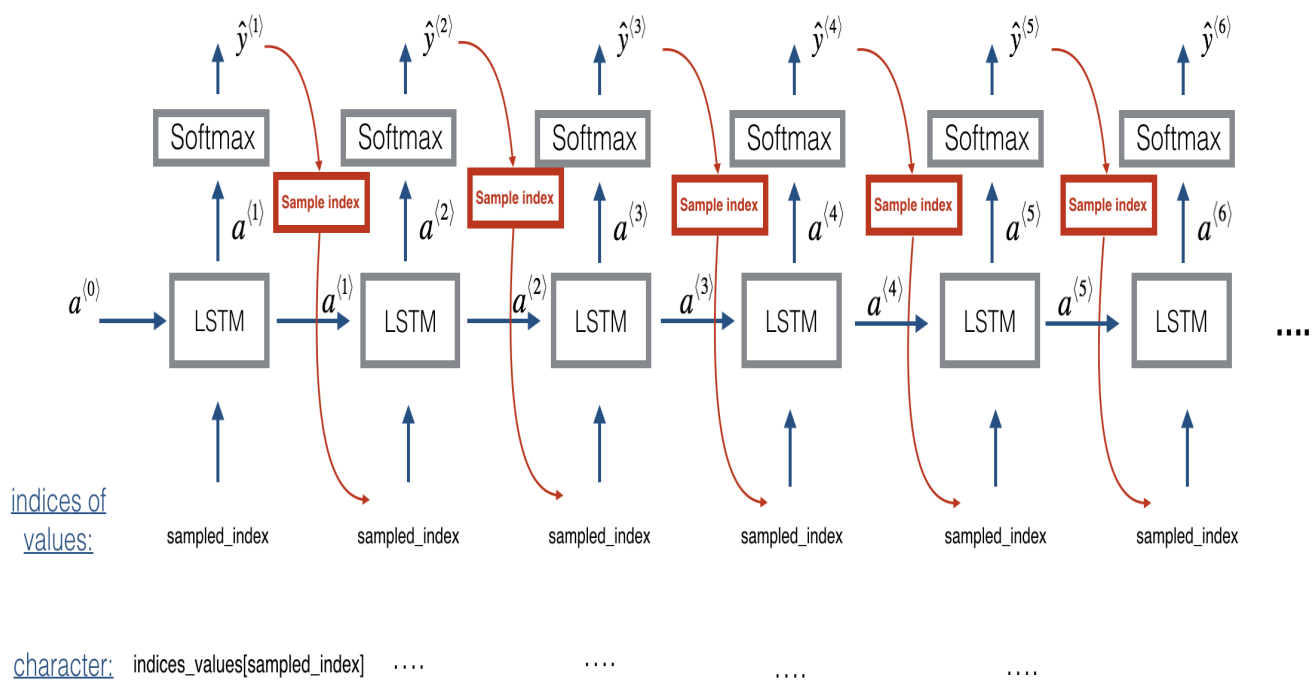 ŷ⟨1⟩ ŷ⟨2⟩ ŷ⟨3⟩ ŷ⟨4⟩ ŷ⟨5⟩ ŷ⟨6⟩
Softmax Softmax Softmax Softmax Softmax Softmax
Sample index Sample index Sample index Sample index Sample index
a⟨1⟩ a⟨2⟩ a⟨3⟩ a⟨4⟩ a⟨5⟩ a⟨6⟩
a⟨0⟩ a⟨1⟩ a⟨2⟩ a⟨3⟩ a⟨4⟩ a⟨5⟩
LSTM LSTM LSTM LSTM LSTM LSTM ....
indices of
values:
sampled_index sampled_index sampled_index sampled_index sampled_index sampled_index
character: indices_values[sampled_index] .... .... .... ....